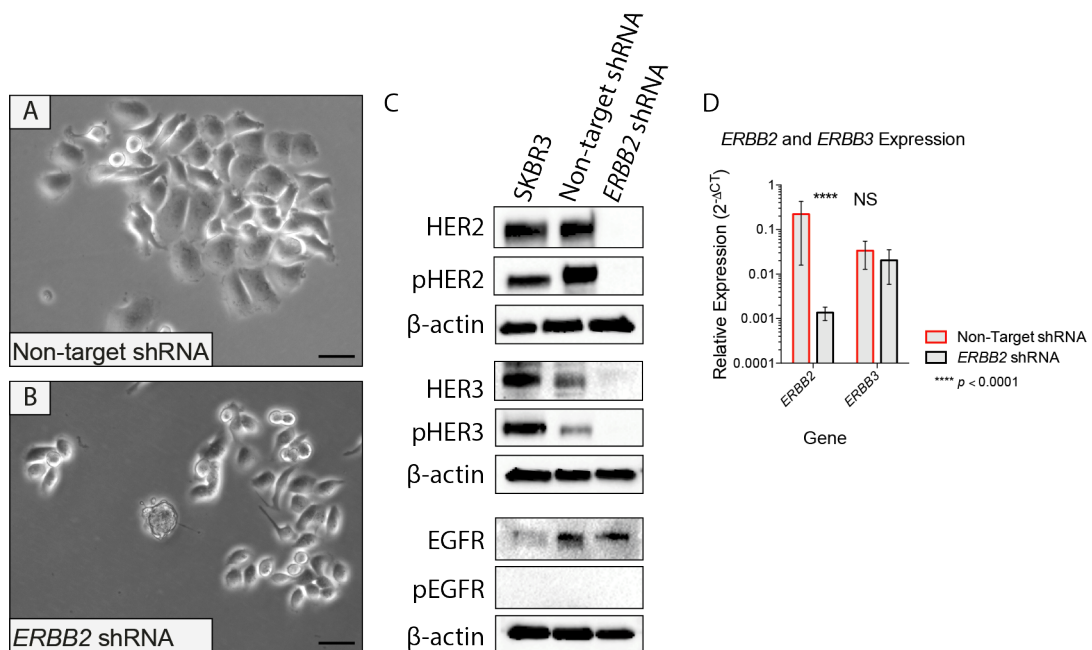 A
Non-target shRNA
B
ERBB2 shRNA
C
SKBR3
Non-target shRNA
ERBB2 shRNA
HER2
pHER2
β-actin
HER3
pHER3
β-actin
EGFR
pEGFR
β-actin
D
ERBB2 and ERBB3 Expression
Relative Expression (2-ΔCT)
1
0.1
0.01
0.001
0.0001
**** NS
ERBB2
ERBB3
Gene
Non-Target shRNA
ERBB2 shRNA
**** p < 0.0001